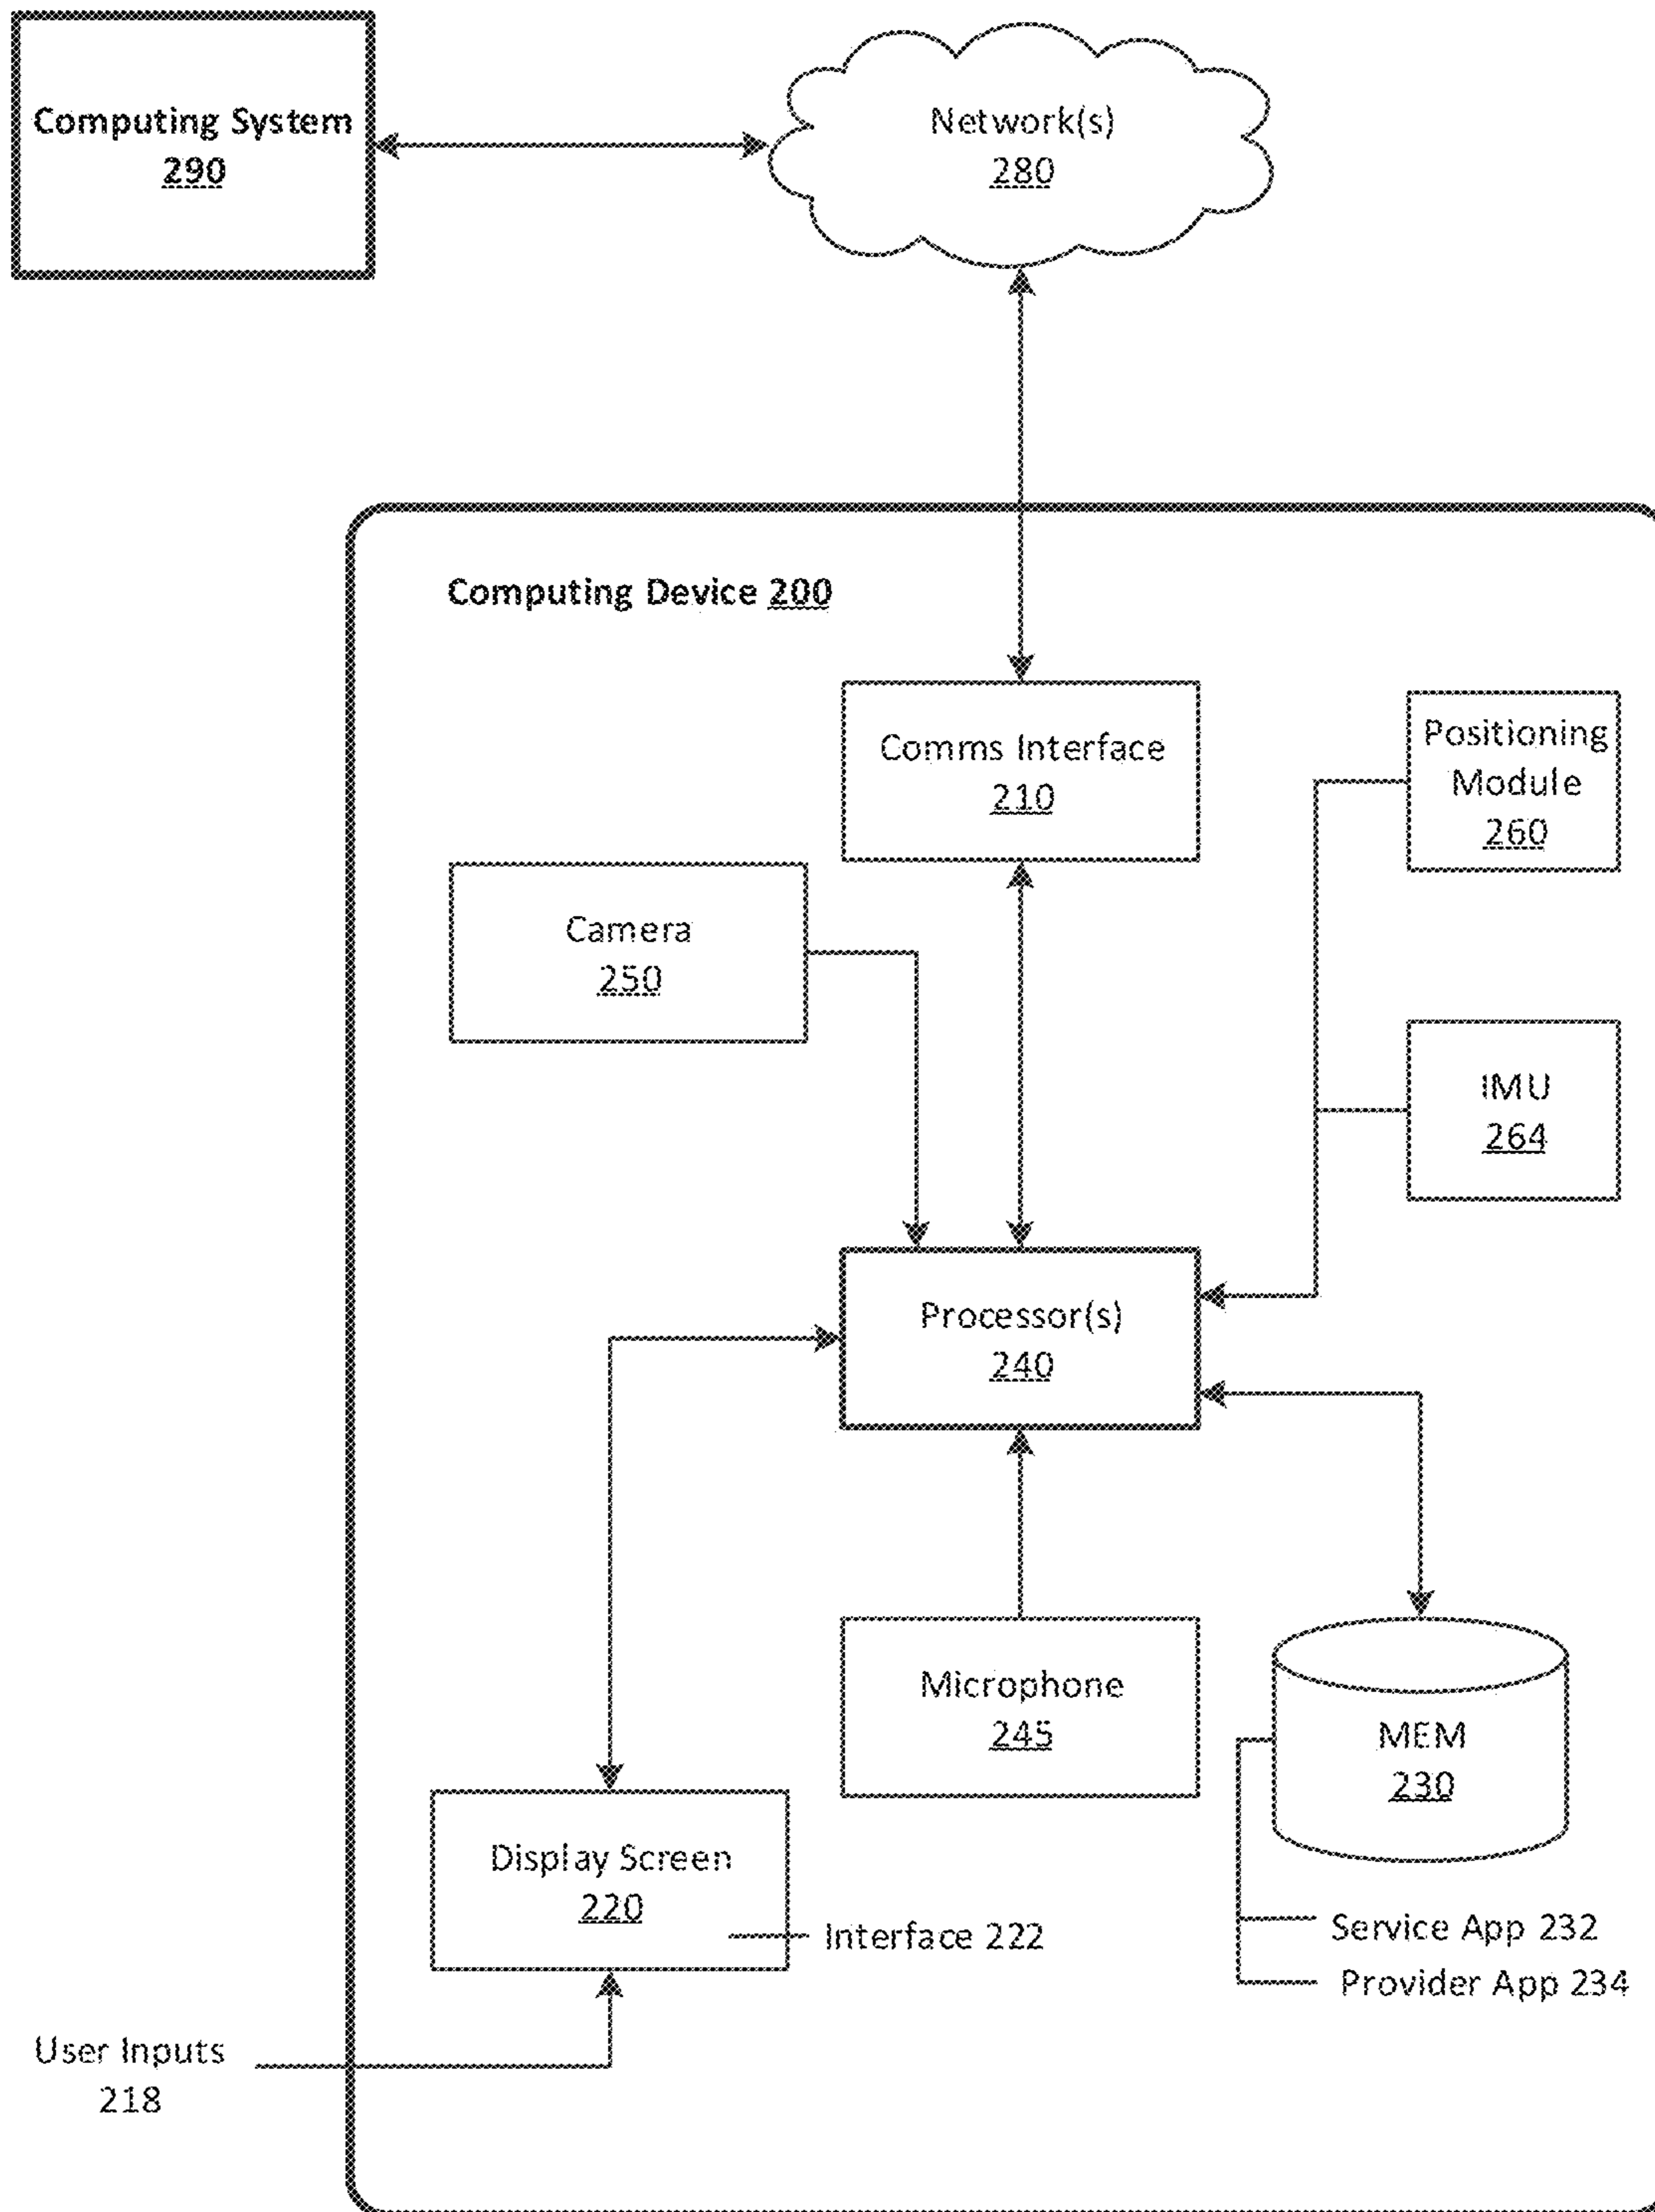 Computing System
290
Network(s)
280
Computing Device 200
Comms Interface
210
Positioning
Module
260
Camera
250
IMU
264
Processor(s)
240
Microphone
245
MEM
230
Display Screen
220
Interface 222
Service App 232
Provider App 234
User Inputs
218